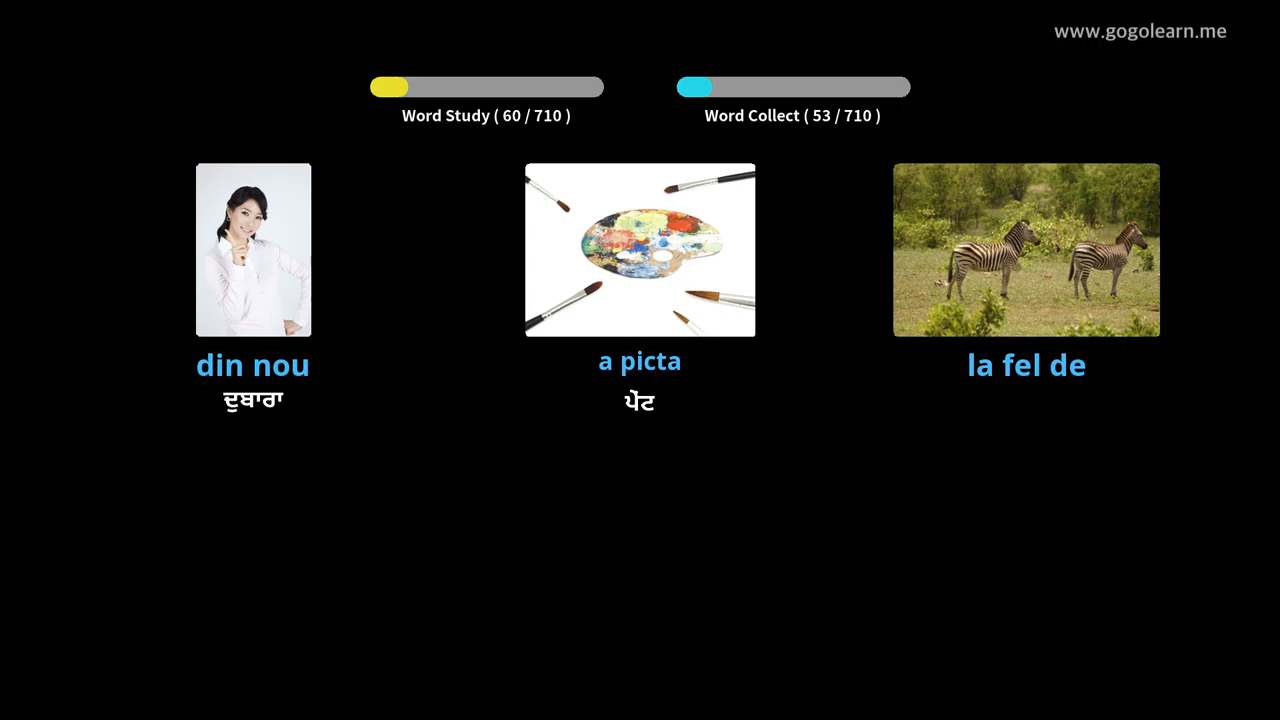 www.gogolearn.me
Word Study ( 60 / 710 )
Word Collect ( 53 / 710 )
din nou
a picta
la fel de
ਦੁਬਾਰਾ
ਪੇਂਟ